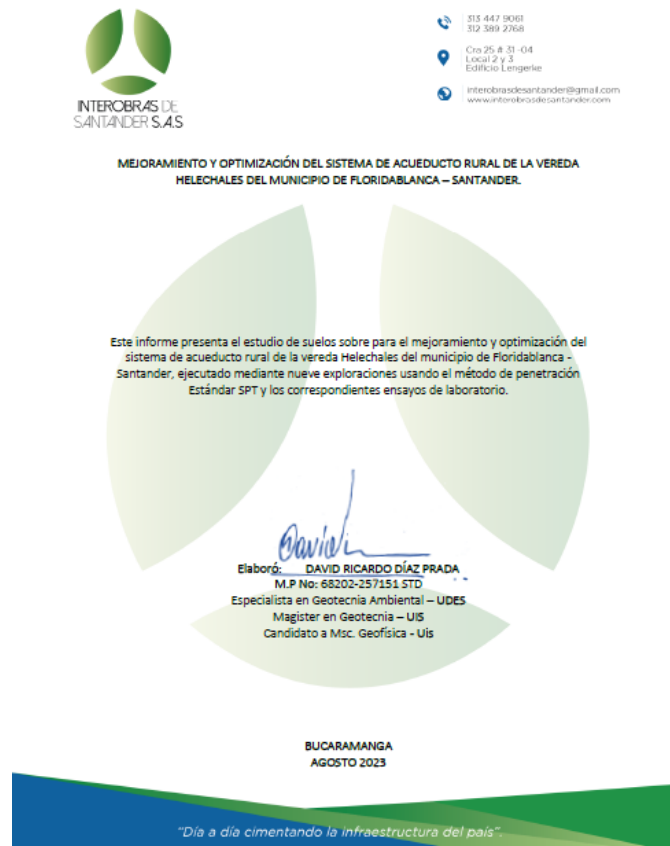 INTEROBRAS DE
SANTANDER S.A.S
313 447 9061
312 389 2768
Cra 25 # 31 -04
Local 2 y 3
Edificio Lengerke
interobrasdesantander@gmail.com
www.interobrasdesantander.com
MEJORAMIENTO Y OPTIMIZACIÓN DEL SISTEMA DE ACUEDUCTO RURAL DE LA VEREDA
HELECHALES DEL MUNICIPIO DE FLORIDABLANCA – SANTANDER.
Este informe presenta el estudio de suelos sobre para el mejoramiento y optimización del
sistema de acueducto rural de la vereda Helechales del municipio de Floridablanca -
Santander, ejecutado mediante nueve exploraciones usando el método de penetración
Estándar SPT y los correspondientes ensayos de laboratorio.
David
Elaboró: DAVID RICARDO DÍAZ PRADA
M.P No: 68202-257151 STD
Especialista en Geotecnia Ambiental – UDES
Magister en Geotecnia – UIS
Candidato a Msc. Geofísica - Uis
BUCARAMANGA
AGOSTO 2023
"Día a día cimentando la infraestructura del país".